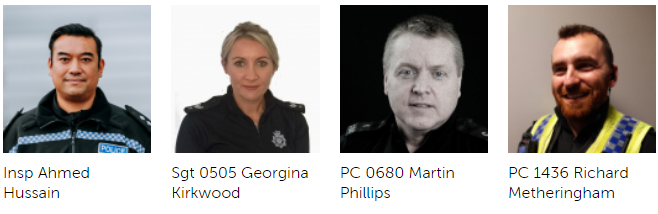 POLICE
Insp Ahmed
Hussain
Sgt 0505 Georgina
Kirkwood
PC 0680 Martin
Phillips
PC 1436 Richard
Metheringham